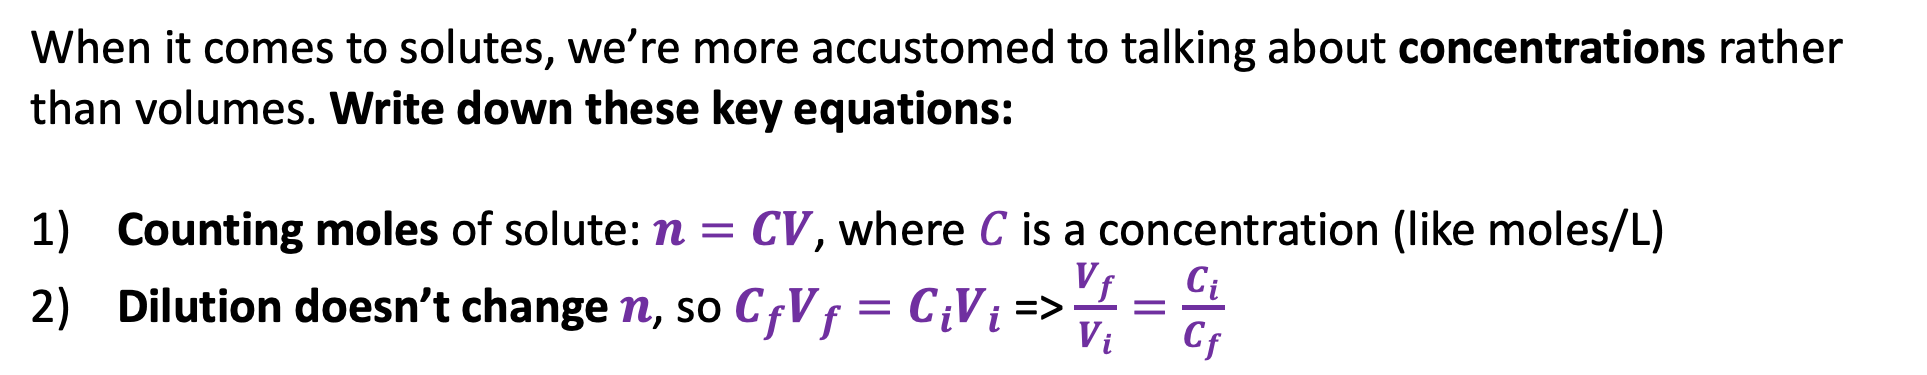 When it comes to solutes, we’re more accustomed to talking about concentrations rather
than volumes. Write down these key equations:
1) Counting moles of solute: n = CV, where C is a concentration (like moles/L)
2) Dilution doesn’t change n, so C_f V_f = C_i V_i => V_f/V_i = C_i/C_f